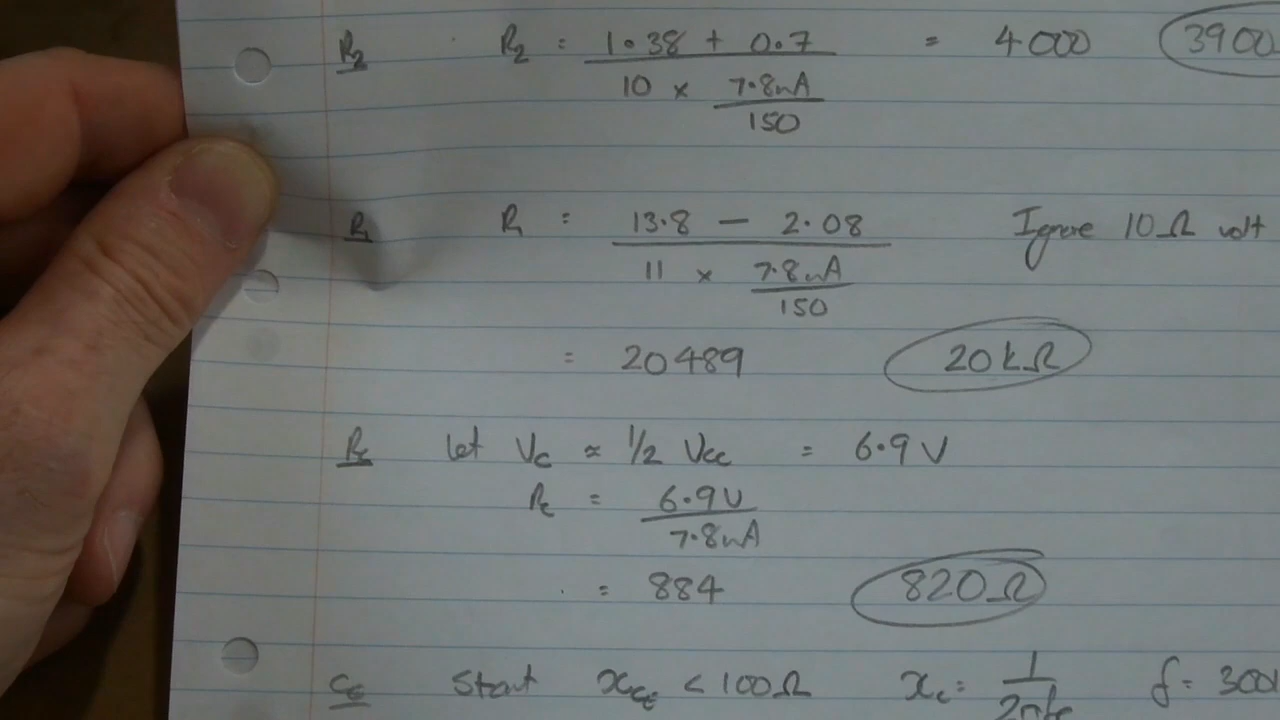 R2 R2 = 1.38 + 0.7 / 10 x 7.8mA / 150 = 4000 3900
R1 R1 = 13.8 - 2.08 / 11 x 7.8mA / 150 Ignore 10Ω volt
= 20489 20kΩ
Rc Let Vc ≈ 1/2 Vcc = 6.9V
Rc = 6.9V / 7.8mA
= 884 820Ω
CE Start XCE < 100Ω Xc = 1 / 2πfc f = 300